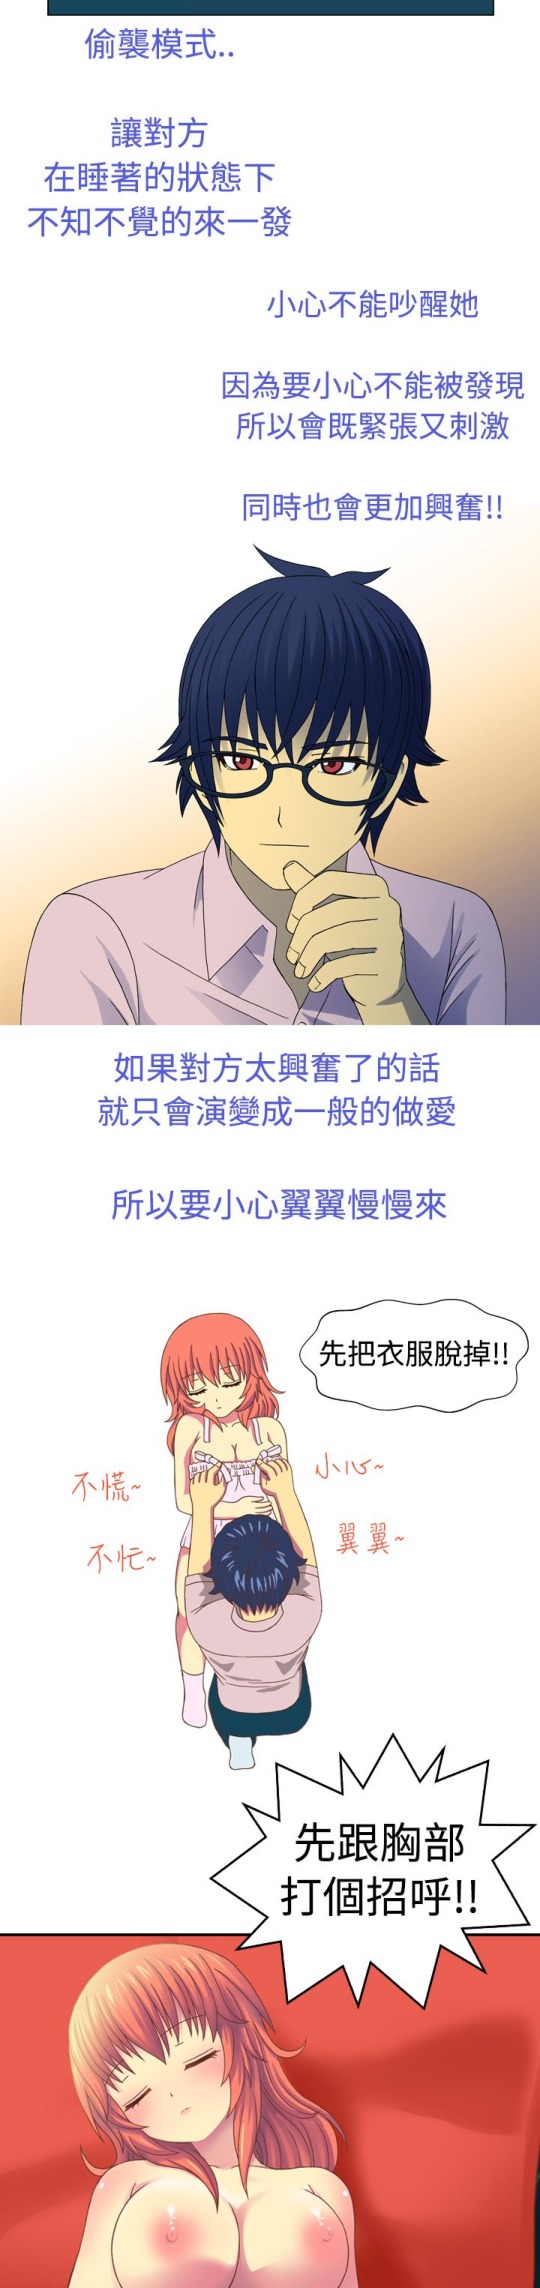 偷襲模式..
讓對方
在睡著的狀態下
不知不覺的來一發
小心不能吵醒她
因為要小心不能被發現
所以會既緊張又刺激
同時也會更加興奮!!
如果對方太興奮了的話
就只會演變成一般的做愛
所以要小心翼翼慢慢來
先把衣服脫掉!!
不慌~
小心~
不忙~
翼翼~
先跟胸部
打個招呼!!